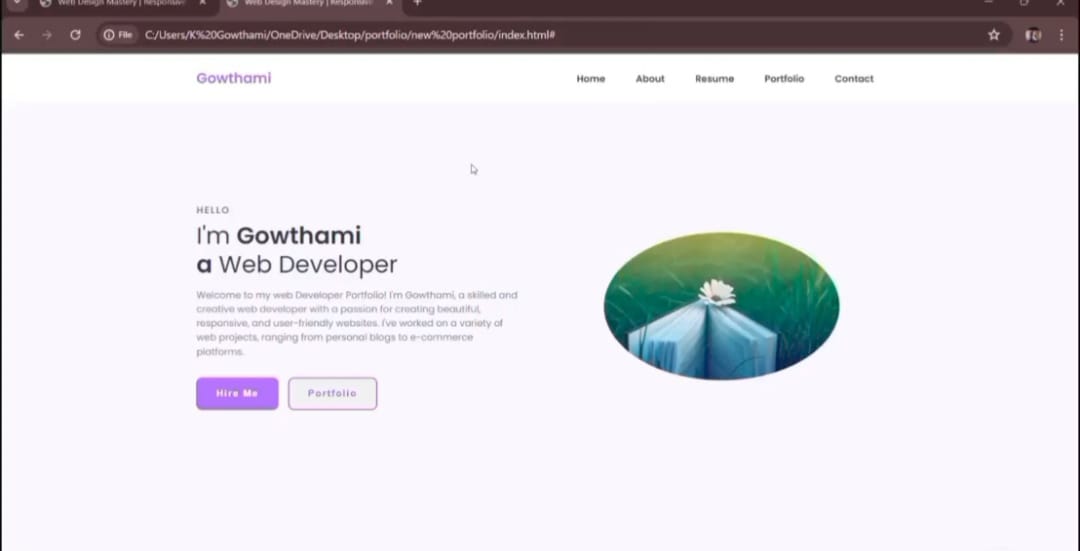 Web Design Mastery | Responsive
Web Design Mastery | Responsive
File
C:/Users/K%20Gowthami/OneDrive/Desktop/portfolio/new%20portfolio/index.html#
Gowthami
Home About Resume Portfolio Contact
HELLO
I'm Gowthami
a Web Developer
Welcome to my web Developer Portfolio! I'm Gowthami, a skilled and
creative web developer with a passion for creating beautiful,
responsive, and user-friendly websites. I've worked on a variety of
web projects, ranging from personal blogs to e-commerce
platforms.
Hire Me Portfolio